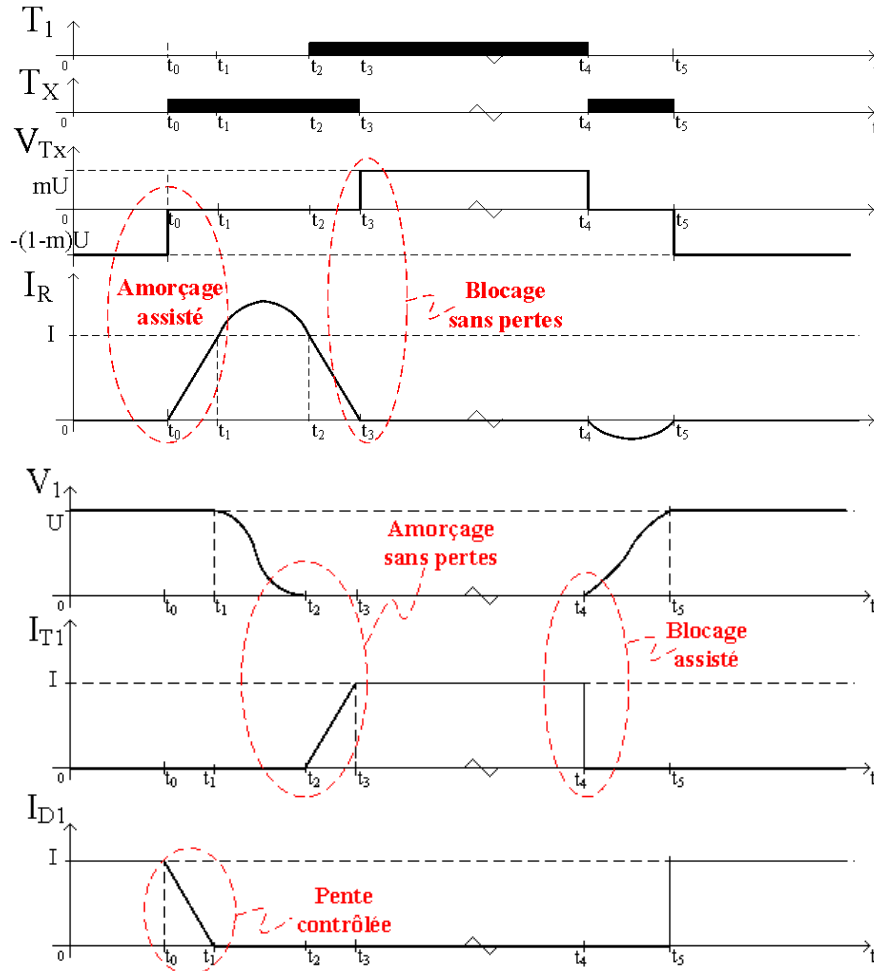 T1
0 t0 t1 t2 t3 t4 t5
TX
0 t0 t1 t2 t3 t4 t5 t
VTx
mU
0 t0 t1 t2 t3 t4 t5
-(1-m)U
IR
Amorçage
assisté
Blocage
sans pertes
I
0 t0 t1 t2 t3 t4 t5
V1
U
Amorçage
sans pertes
0 t1 t2 t3 t4 t5 t
IT1
Blocage
assisté
I
0 t0 t1 t2 t3 t4 t5 t
ID1
I
Pente
contrôlée
0 t0 t1 t2 t3 t4 t5 t